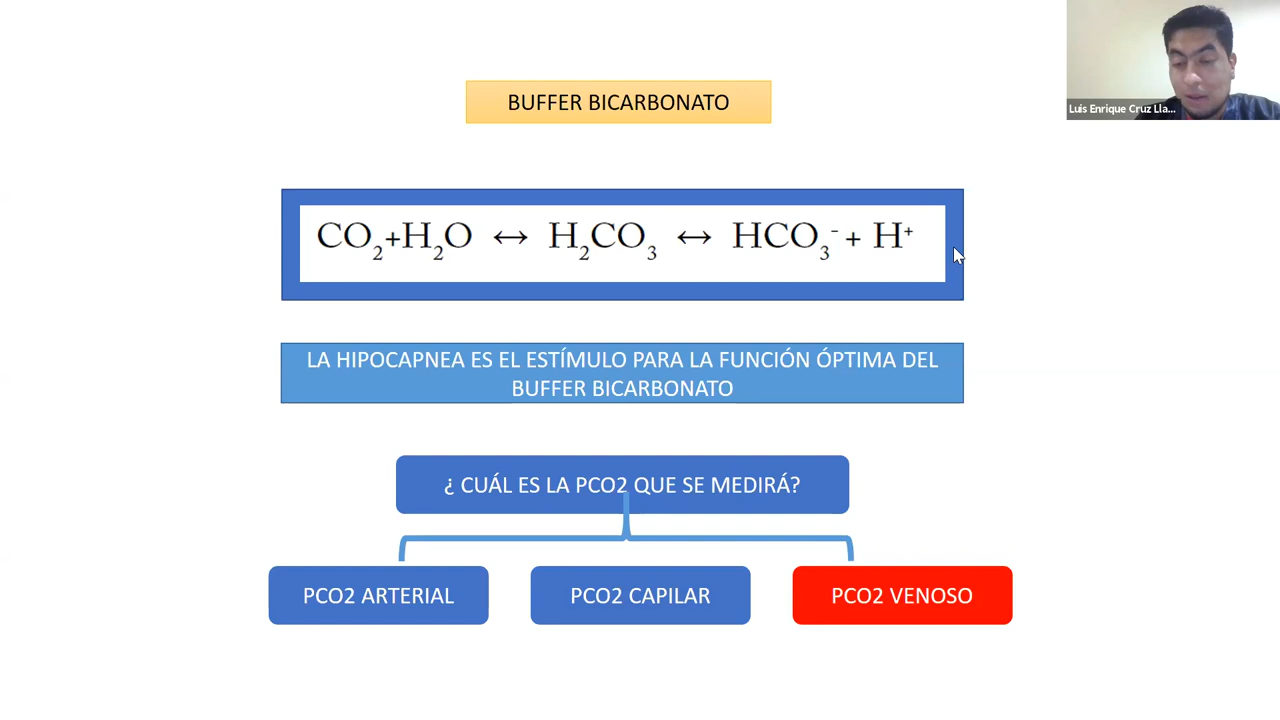 BUFFER BICARBONATO
Luis Enrique Cruz Lla...
CO₂+H₂O ↔ H₂CO₃ ↔ HCO₃⁻ + H⁺
LA HIPOCAPNEA ES EL ESTÍMULO PARA LA FUNCIÓN ÓPTIMA DEL
BUFFER BICARBONATO
¿ CUÁL ES LA PCO2 QUE SE MEDIRÁ?
PCO2 ARTERIAL
PCO2 CAPILAR
PCO2 VENOSO